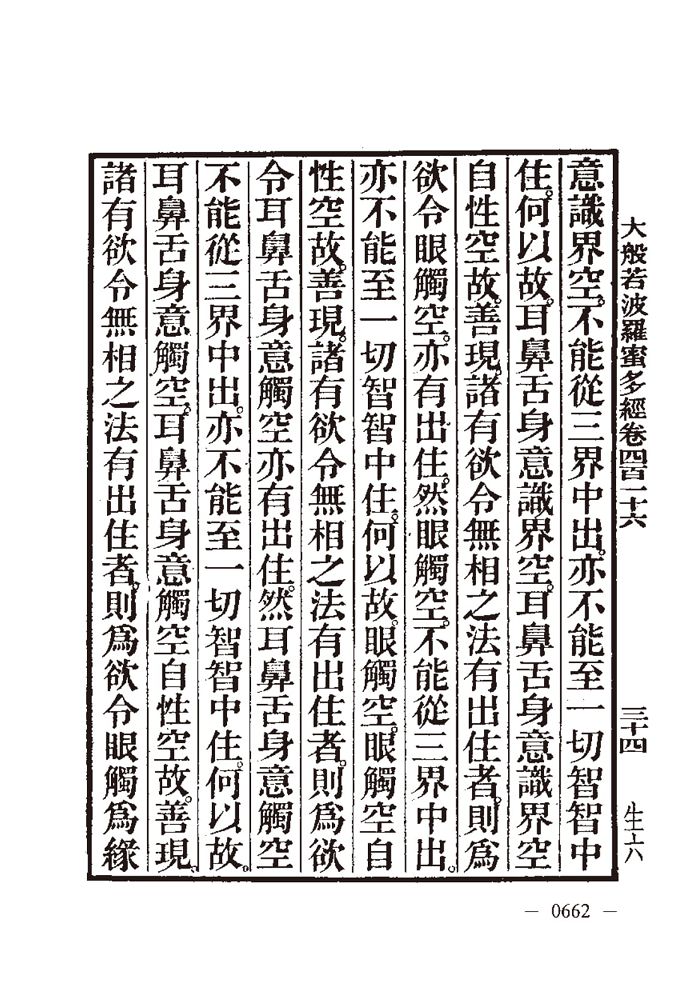 大般若波羅蜜多經卷四百一十六
三十四
生六
意識界空。不能從三界中出。亦不能至一切智智中
住。何以故。耳鼻舌身意識界空。耳鼻舌身意識界空
自性空故。善現。諸有欲令無相之法有出住者。則爲
欲令眼觸空。亦有出住。然眼觸空。不能從三界中出。
亦不能至一切智智中住。何以故。眼觸空。眼觸空自
性空故。善現。諸有欲令無相之法有出住者。則爲欲
令耳鼻舌身意觸空亦有出住。然耳鼻舌身意觸空
不能從三界中出。亦不能至一切智智中住。何以故。
耳鼻舌身意觸空。耳鼻舌身意觸空自性空故。善現。
諸有欲令無相之法有出住者。則爲欲令眼觸爲緣
— 0662 —